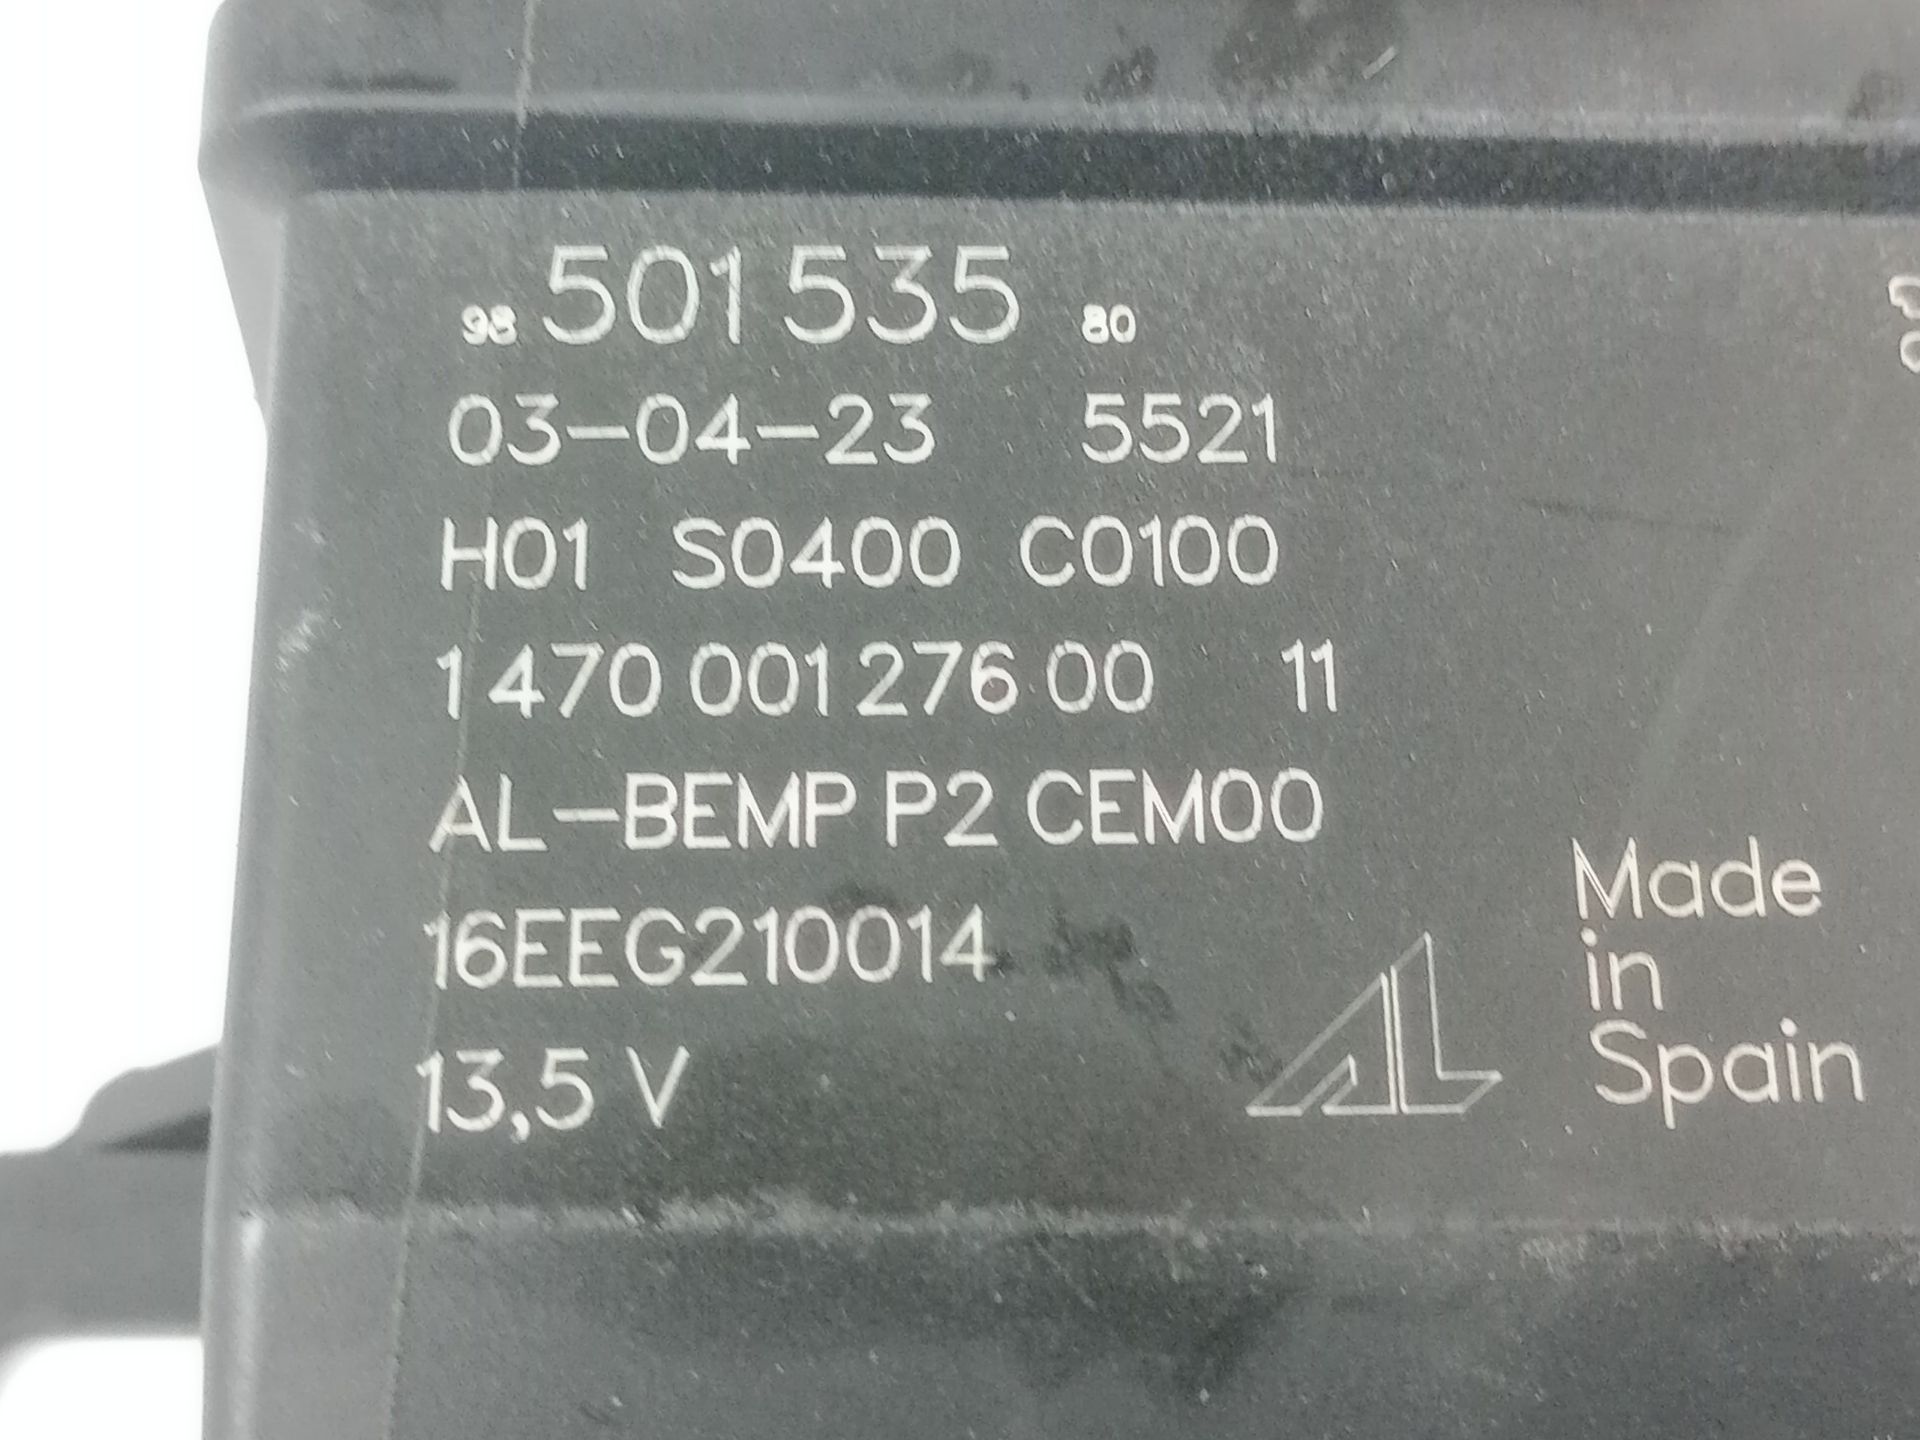 98 501535 80
03-04-23 5521
H01 S0400 C0100
1 470 001 276 00 11
AL-BEMP P2 CEM00
16EEG210014
13,5 V
AL
Made
in
Spain